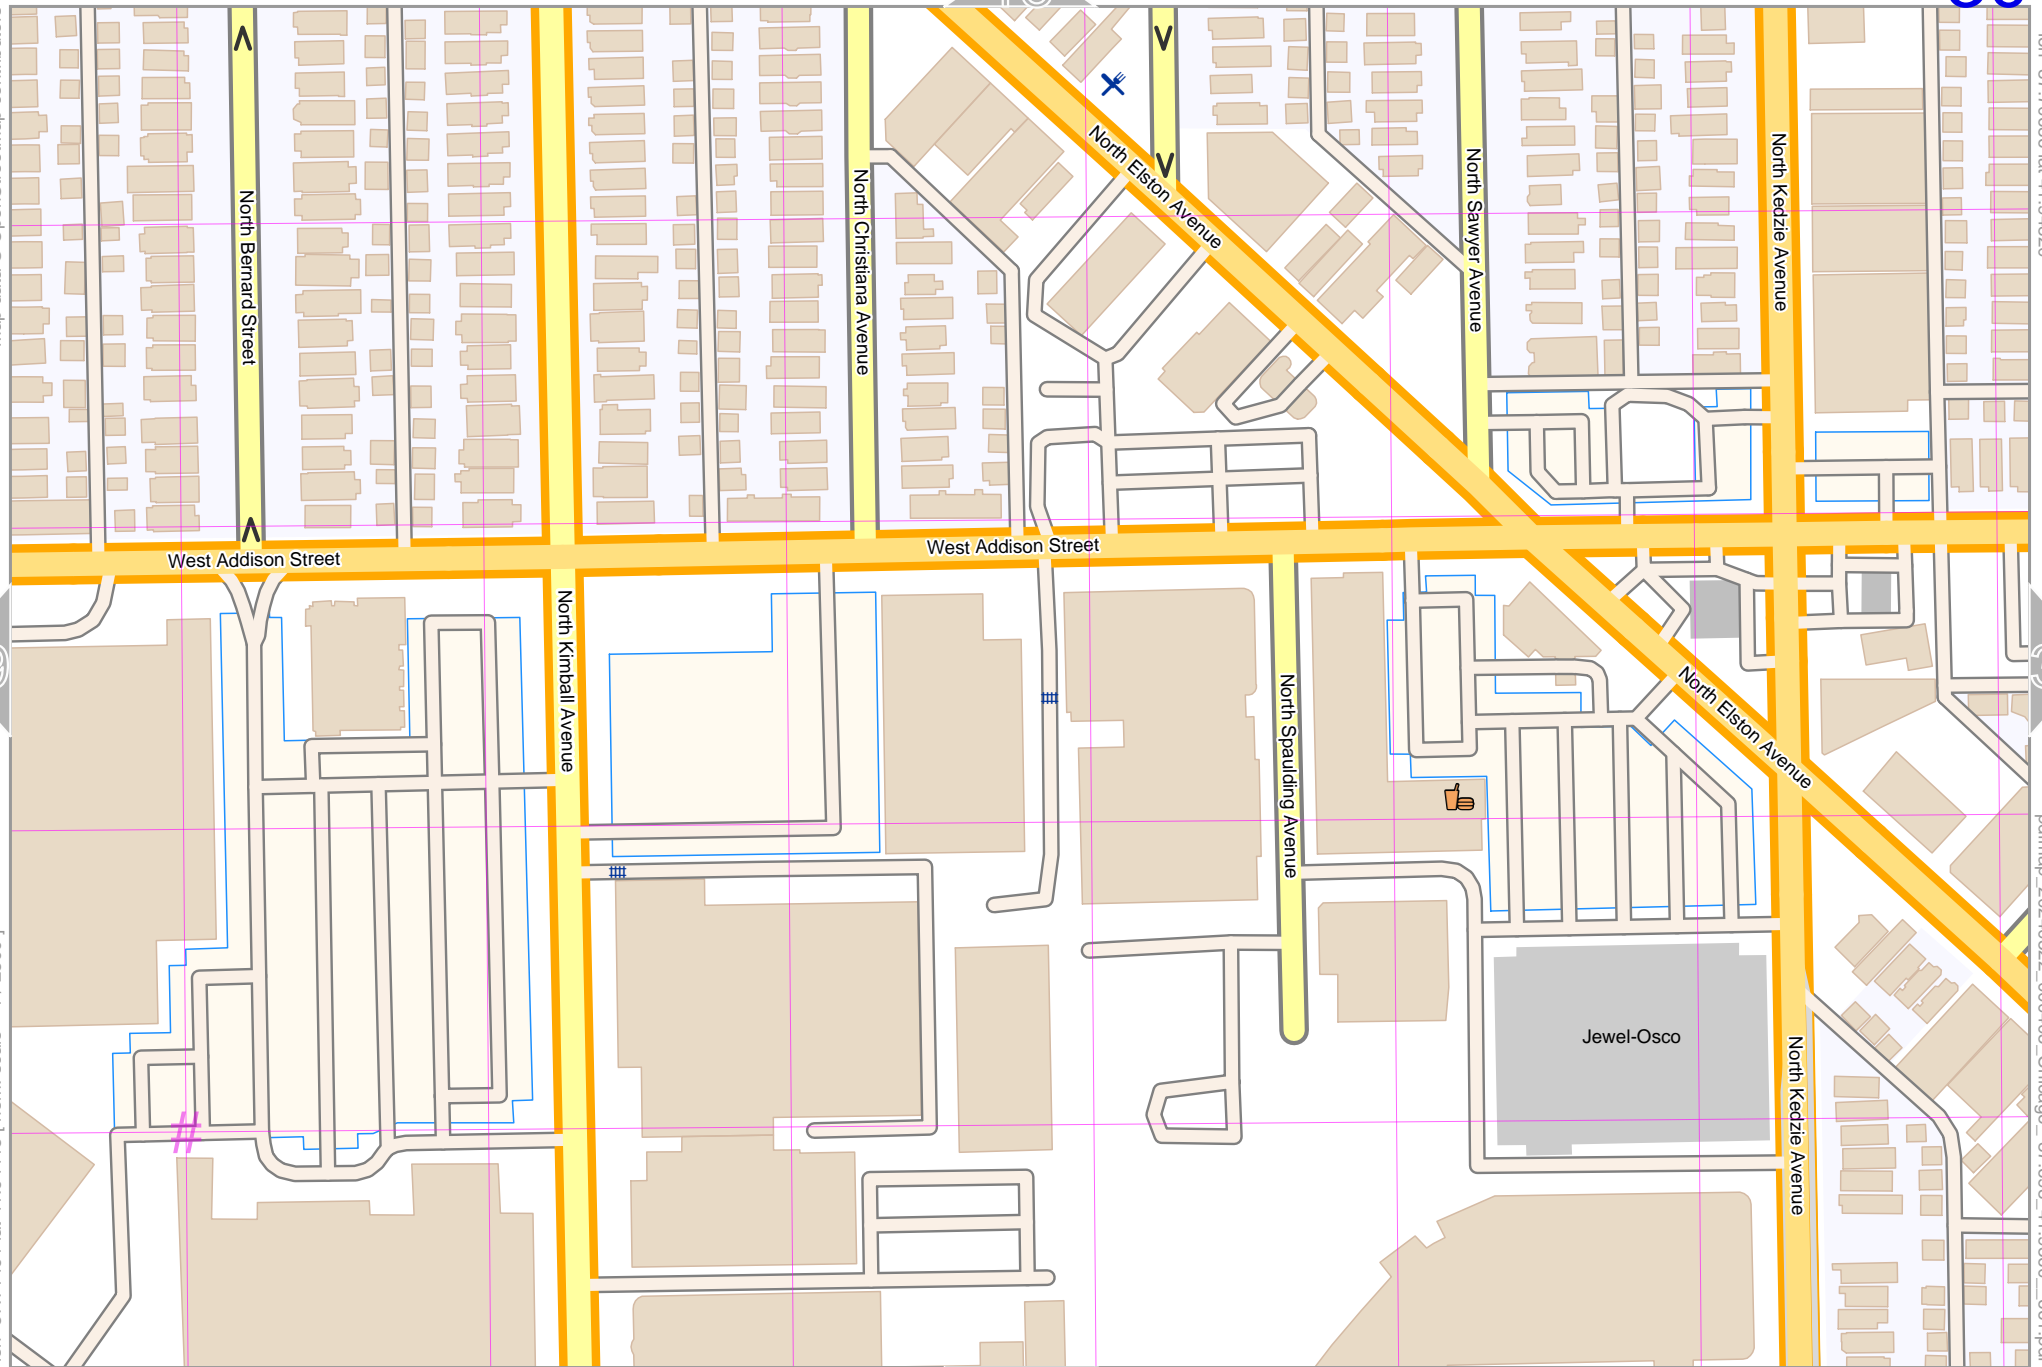 North Elston Avenue
North Kedzie Avenue
North Sawyer Avenue
North Christiana Avenue
North Bernard Street
West Addison Street
West Addison Street
North Kimball Avenue
North Spaulding Avenue
North Elston Avenue
Jewel-Osco
North Kedzie Avenue
#